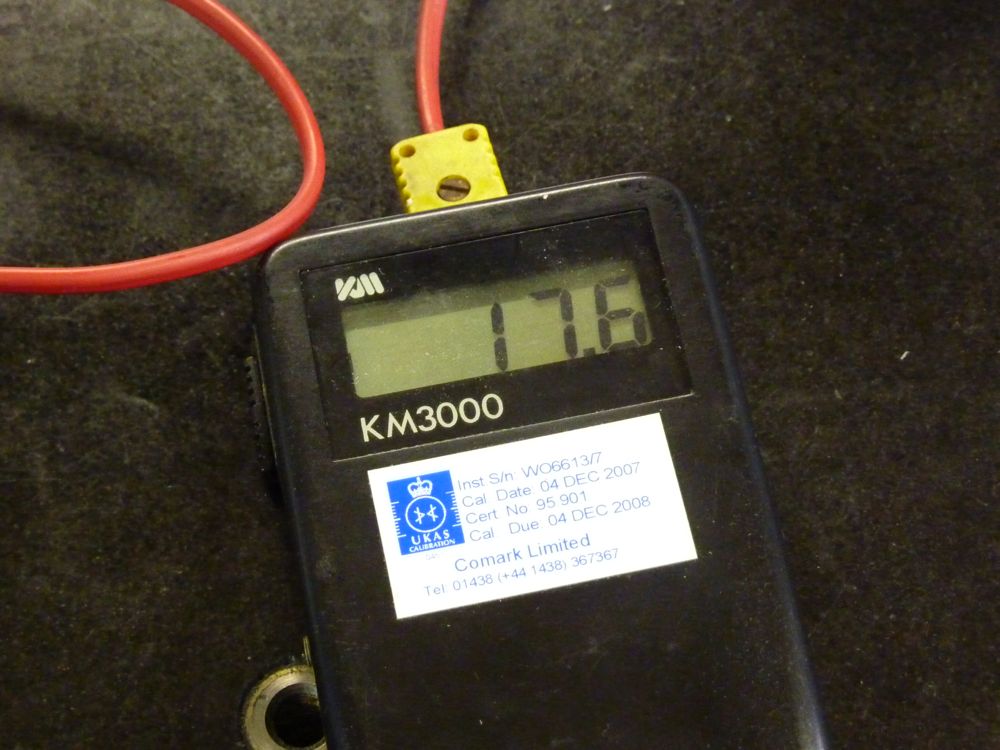 KM
17.6
KM3000
Inst S/n: WO6613/7
Cal Date: 04 DEC 2007
Cert No. 95 901
Cal Due: 04 DEC 2008
UKAS
CALIBRATION
Comark Limited
Tel: 01438 (+44 1438) 367367